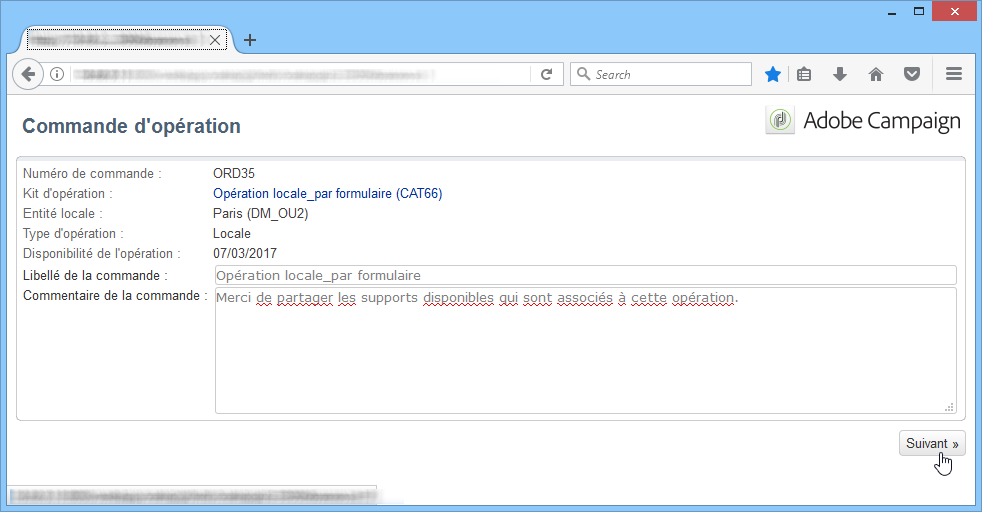 Search
Commande d'opération
Adobe Campaign
Numéro de commande : ORD35
Kit d'opération : Opération locale_par formulaire (CAT66)
Entité locale : Paris (DM_OU2)
Type d'opération : Locale
Disponibilité de l'opération : 07/03/2017
Libellé de la commande : Opération locale_par formulaire
Commentaire de la commande : Merci de partager les supports disponibles qui sont associés à cette opération.
Suivant »